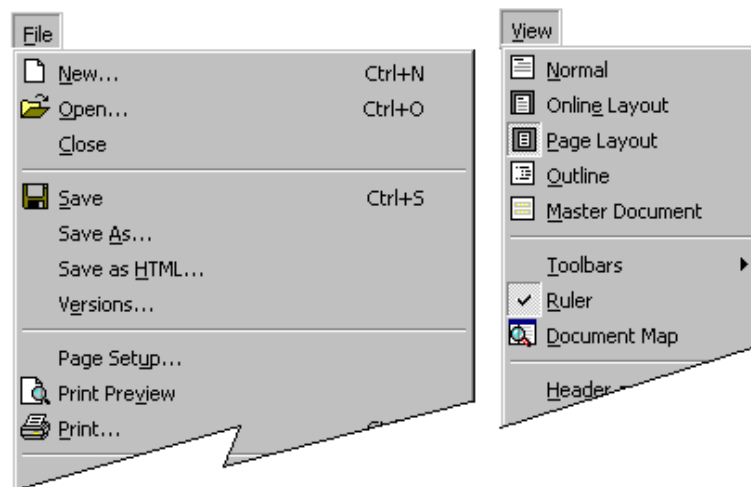 File
New... Ctrl+N
Open... Ctrl+O
Close
Save Ctrl+S
Save As...
Save as HTML...
Versions...
Page Setup...
Print Preview
Print...
View
Normal
Online Layout
Page Layout
Outline
Master Document
Toolbars
Ruler
Document Map
Header